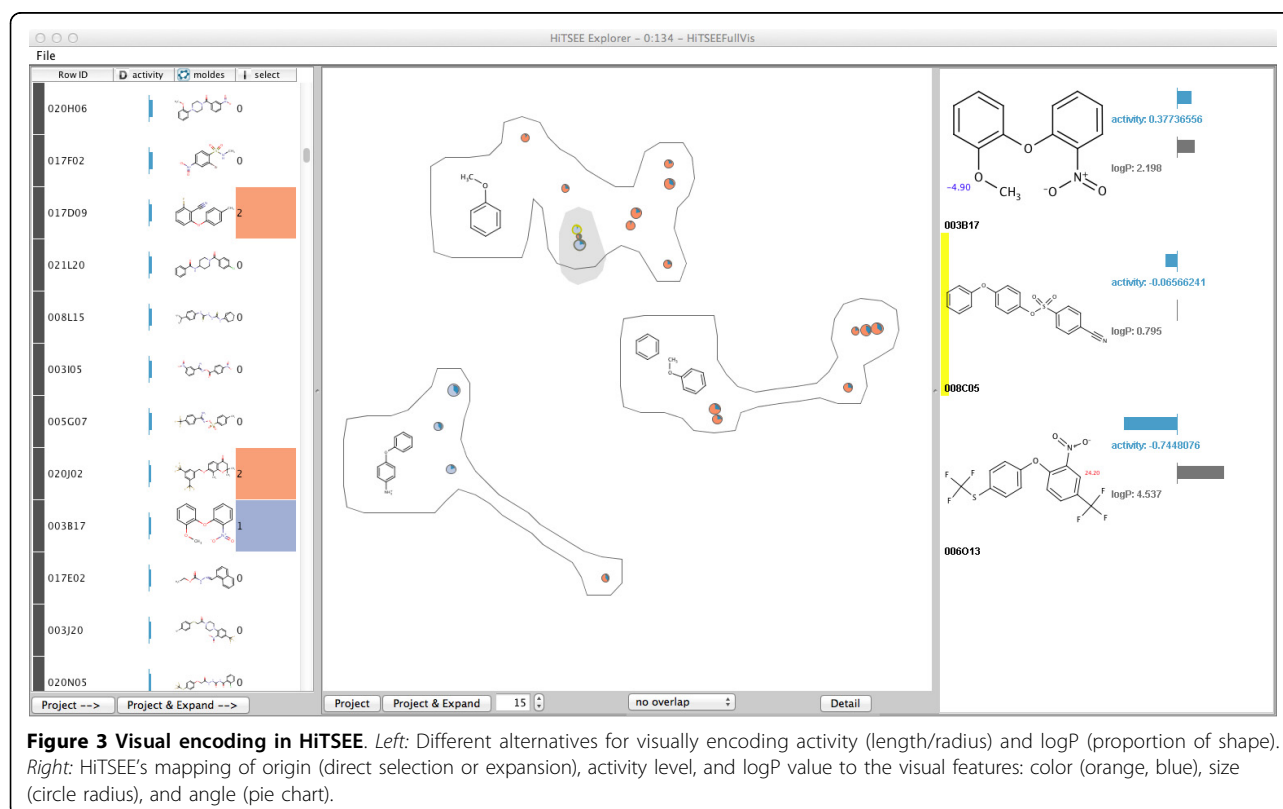 HiTSEE Explorer – 0:134 – HiTSEEFullVis
File
Row ID D activity moldes i select
020H06 0
017F02 0
017D09 2
021L20 0
008L15 0
003I05 0
005G07 0
020J02 2
003B17 1
017E02 0
003J20 0
020N05 0
Project --> Project & Expand -->
H₃C
O
CH₃
O
Project Project & Expand 15 no overlap Detail
O
O
CH₃
-4.90
N⁺
⁻O
O
activity: 0.37736556
logP: 2.198
003B17
O
O
S
O
O
N
activity: -0.06566241
logP: 0.795
008C05
O
N⁺
O⁻
O
F
F
F
S
24.20
F
F
F
activity: -0.7448076
logP: 4.537
006O13
Figure 3 Visual encoding in HiTSEE. Left: Different alternatives for visually encoding activity (length/radius) and logP (proportion of shape).
Right: HiTSEE's mapping of origin (direct selection or expansion), activity level, and logP value to the visual features: color (orange, blue), size
(circle radius), and angle (pie chart).